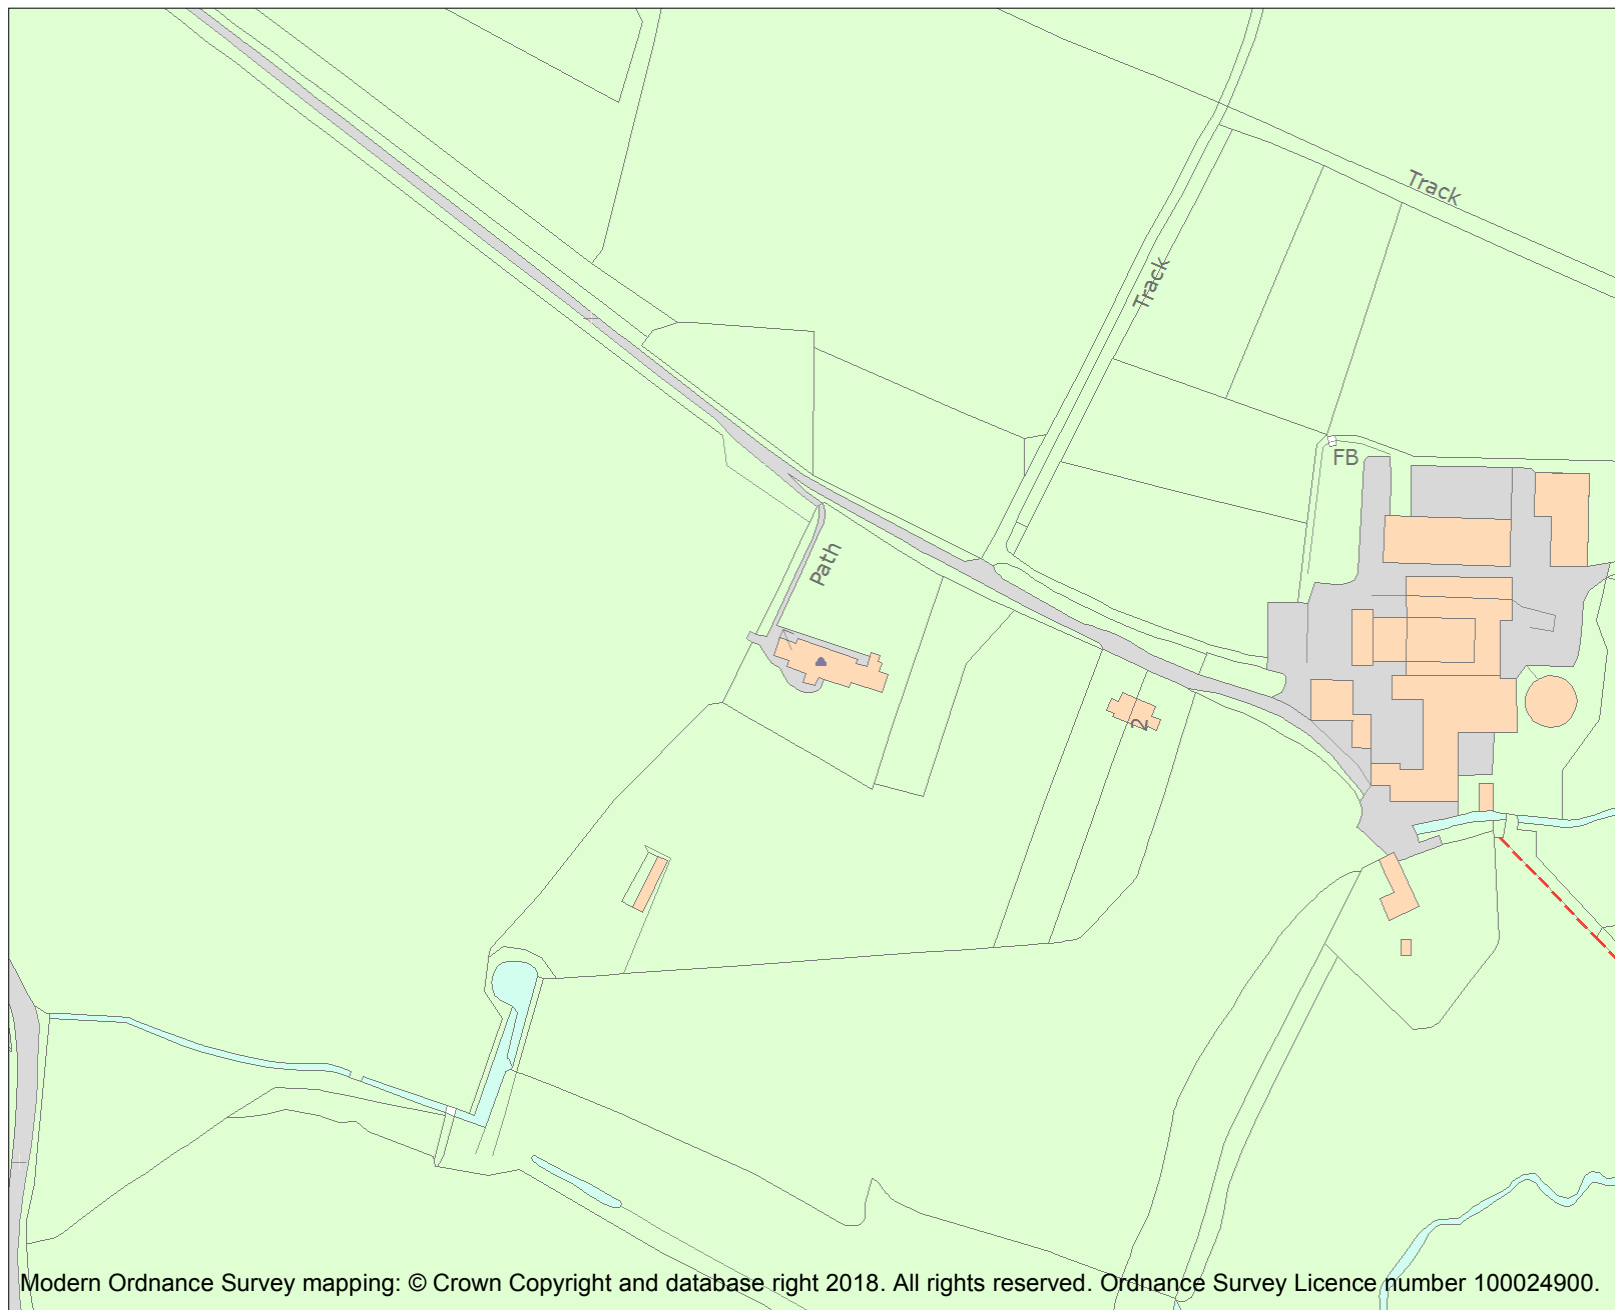 Track
Track
FB
Path
2
Modern Ordnance Survey mapping: © Crown Copyright and database right 2018. All rights reserved. Ordnance Survey Licence number 100024900.